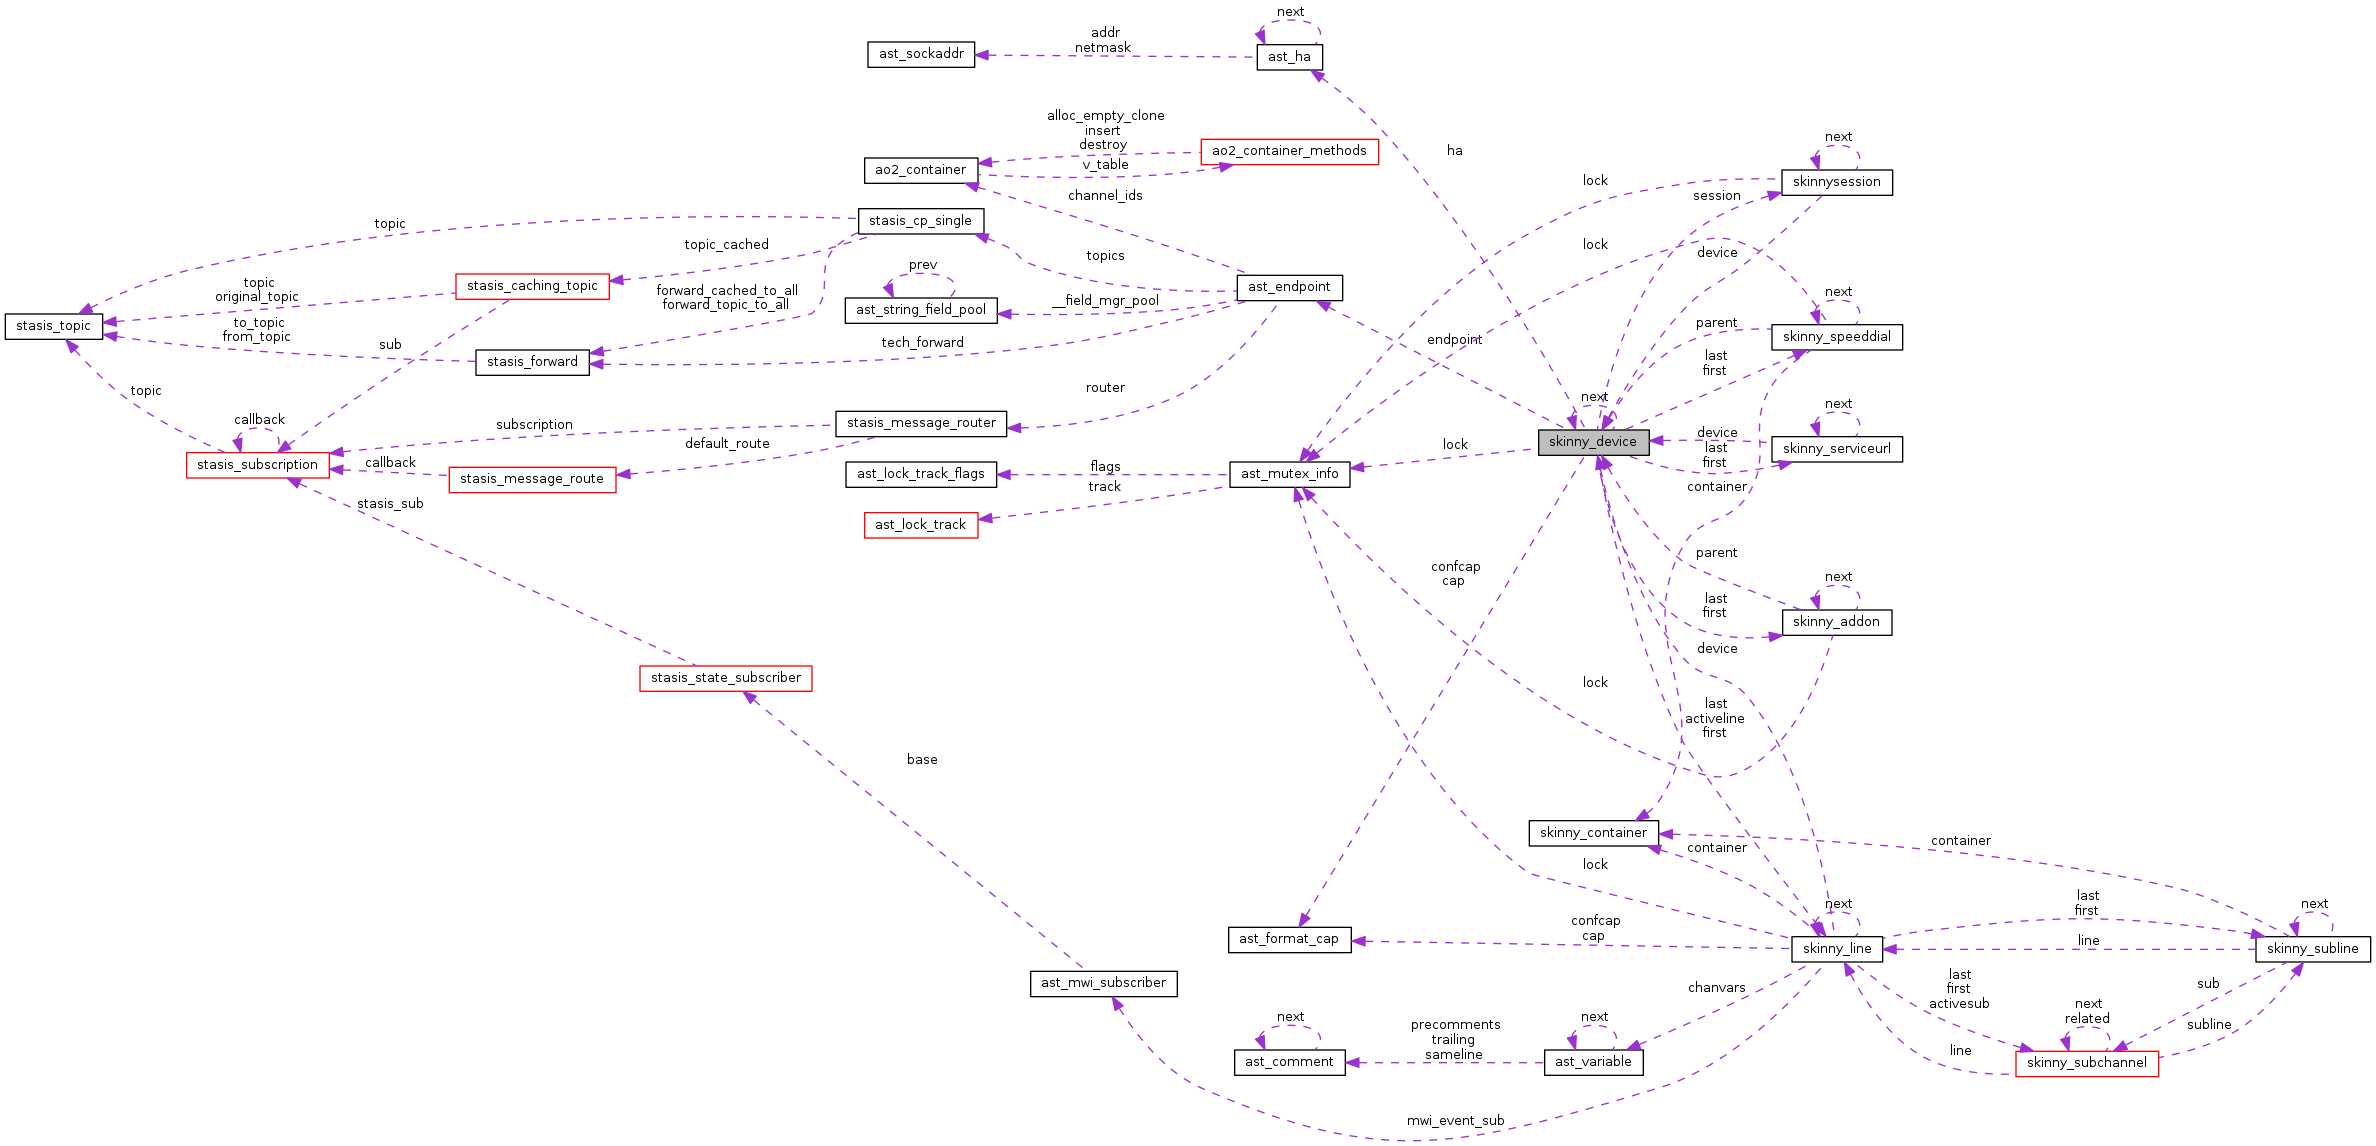 next
addr
netmask
ast_sockaddr
ast_ha
alloc_empty_clone
insert
destroy
ao2_container_methods
v_table
ao2_container
ha
next
skinnysession
lock
session
channel_ids
stasis_cp_single
topic
topic_cached
topics
lock
device
prev
stasis_caching_topic
topic
original_topic
forward_cached_to_all
forward_topic_to_all
ast_endpoint
__field_mgr_pool
ast_string_field_pool
next
stasis_topic
to_topic
from_topic
sub
stasis_forward
tech_forward
endpoint
parent
skinny_speeddial
last
first
topic
router
next
next
callback
subscription
stasis_message_router
default_route
lock
skinny_device
device
last
first
skinny_serviceurl
stasis_subscription
callback
stasis_message_route
ast_lock_track_flags
flags
track
ast_mutex_info
container
stasis_sub
ast_lock_track
parent
confcap
cap
next
last
first
skinny_addon
device
stasis_state_subscriber
lock
last
activeline
first
base
skinny_container
container
container
lock
next
last
first
next
confcap
cap
ast_format_cap
skinny_line
line
skinny_subline
ast_mwi_subscriber
chanvars
last
first
activesub
sub
next
related
subline
next
precomments
trailing
sameline
next
ast_comment
ast_variable
line
skinny_subchannel
mwi_event_sub